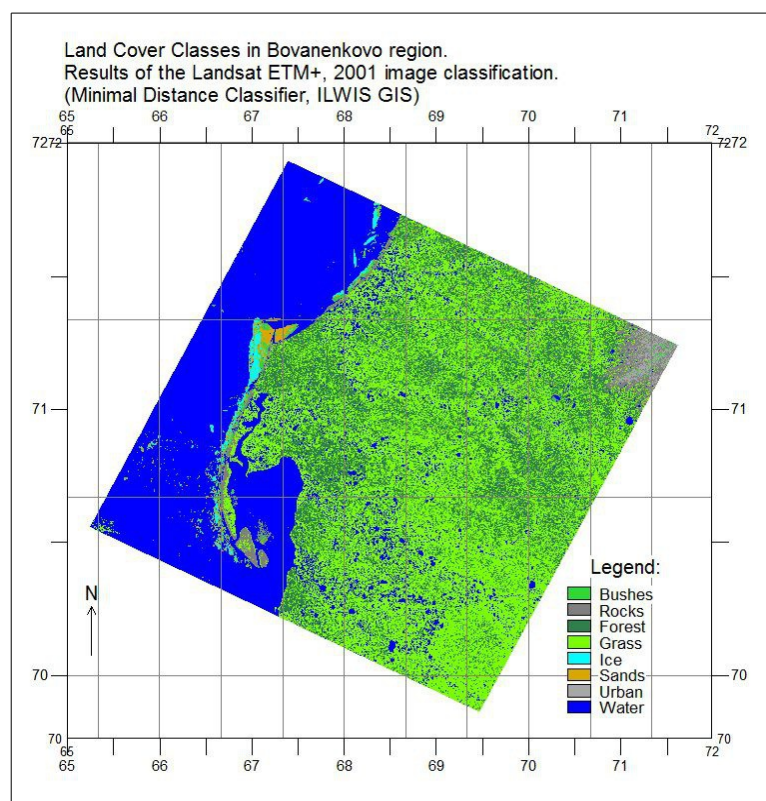 Land Cover Classes in Bovanenkovo region.
Results of the Landsat ETM+, 2001 image classification.
(Minimal Distance Classifier, ILWIS GIS)
65 66 67 68 69 70 71 72
65
7272 7272
71 71
N
Legend:
Bushes
Rocks
Forest
Grass
Ice
Sands
Urban
Water
70 70
70 70
65
65 66 67 68 69 70 71 72
72